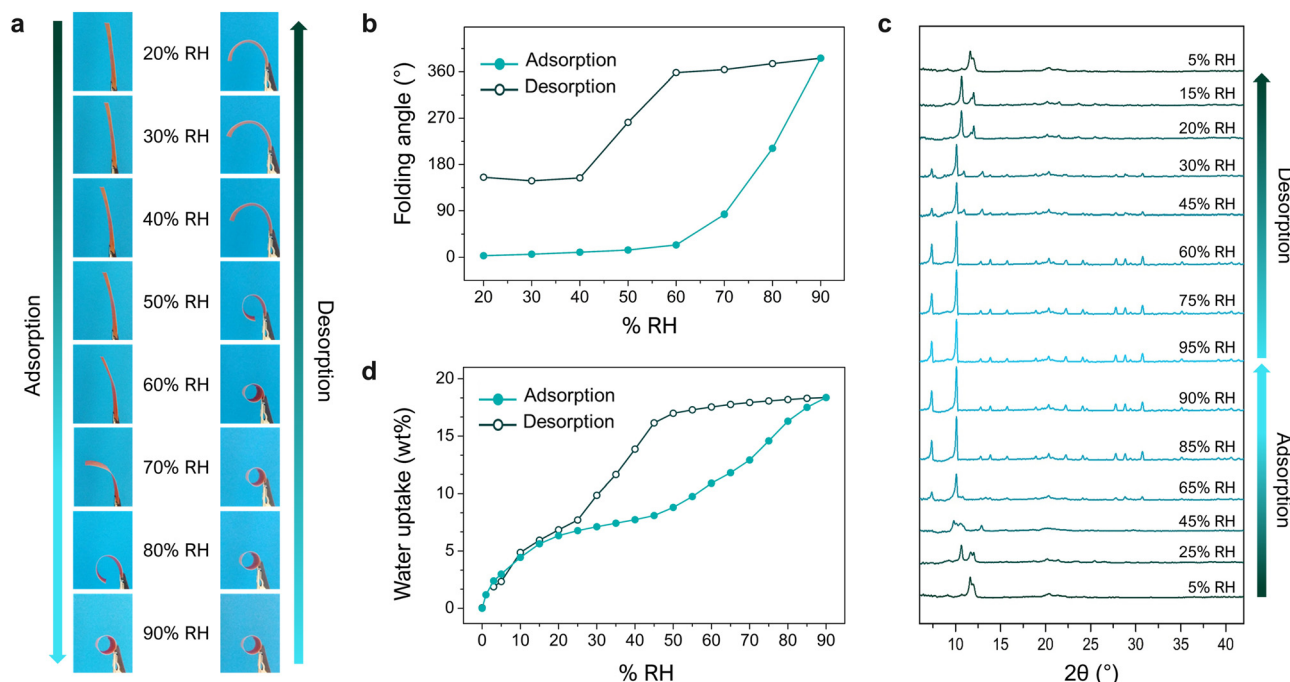 a
20% RH
30% RH
40% RH
50% RH
60% RH
70% RH
80% RH
90% RH
Adsorption
Desorption
b
Adsorption
Desorption
Folding angle (°)
360
270
180
90
0
20 30 40 50 60 70 80 90
% RH
d
Adsorption
Desorption
Water uptake (wt%)
20
15
10
5
0
0 10 20 30 40 50 60 70 80 90
% RH
c
5% RH
15% RH
20% RH
30% RH
45% RH
60% RH
75% RH
95% RH
90% RH
85% RH
65% RH
45% RH
25% RH
5% RH
Desorption
Adsorption
10 15 20 25 30 35 40
2θ (°)